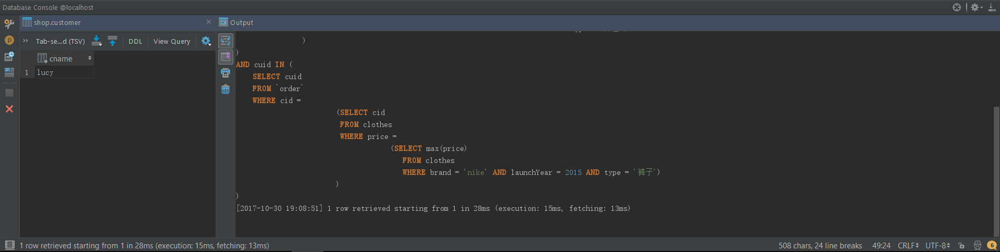 Database Console @localhost
shop.customer
Output
Tab-se...d (TSV)
DDL
View Query
cname
1 lucy
)
)
AND cuid IN (
SELECT cuid
FROM `order`
WHERE cid =
(SELECT cid
FROM clothes
WHERE price =
(SELECT max(price)
FROM clothes
WHERE brand = 'nike' AND launchYear = 2015 AND type = '裤子')
)
)
[2017-10-30 19:08:51] 1 row retrieved starting from 1 in 28ms (execution: 15ms, fetching: 13ms)
1 row retrieved starting from 1 in 28ms (execution: 15ms, fetching: 13ms)
508 chars, 24 line breaks 49:24 CRLF UTF-8 6